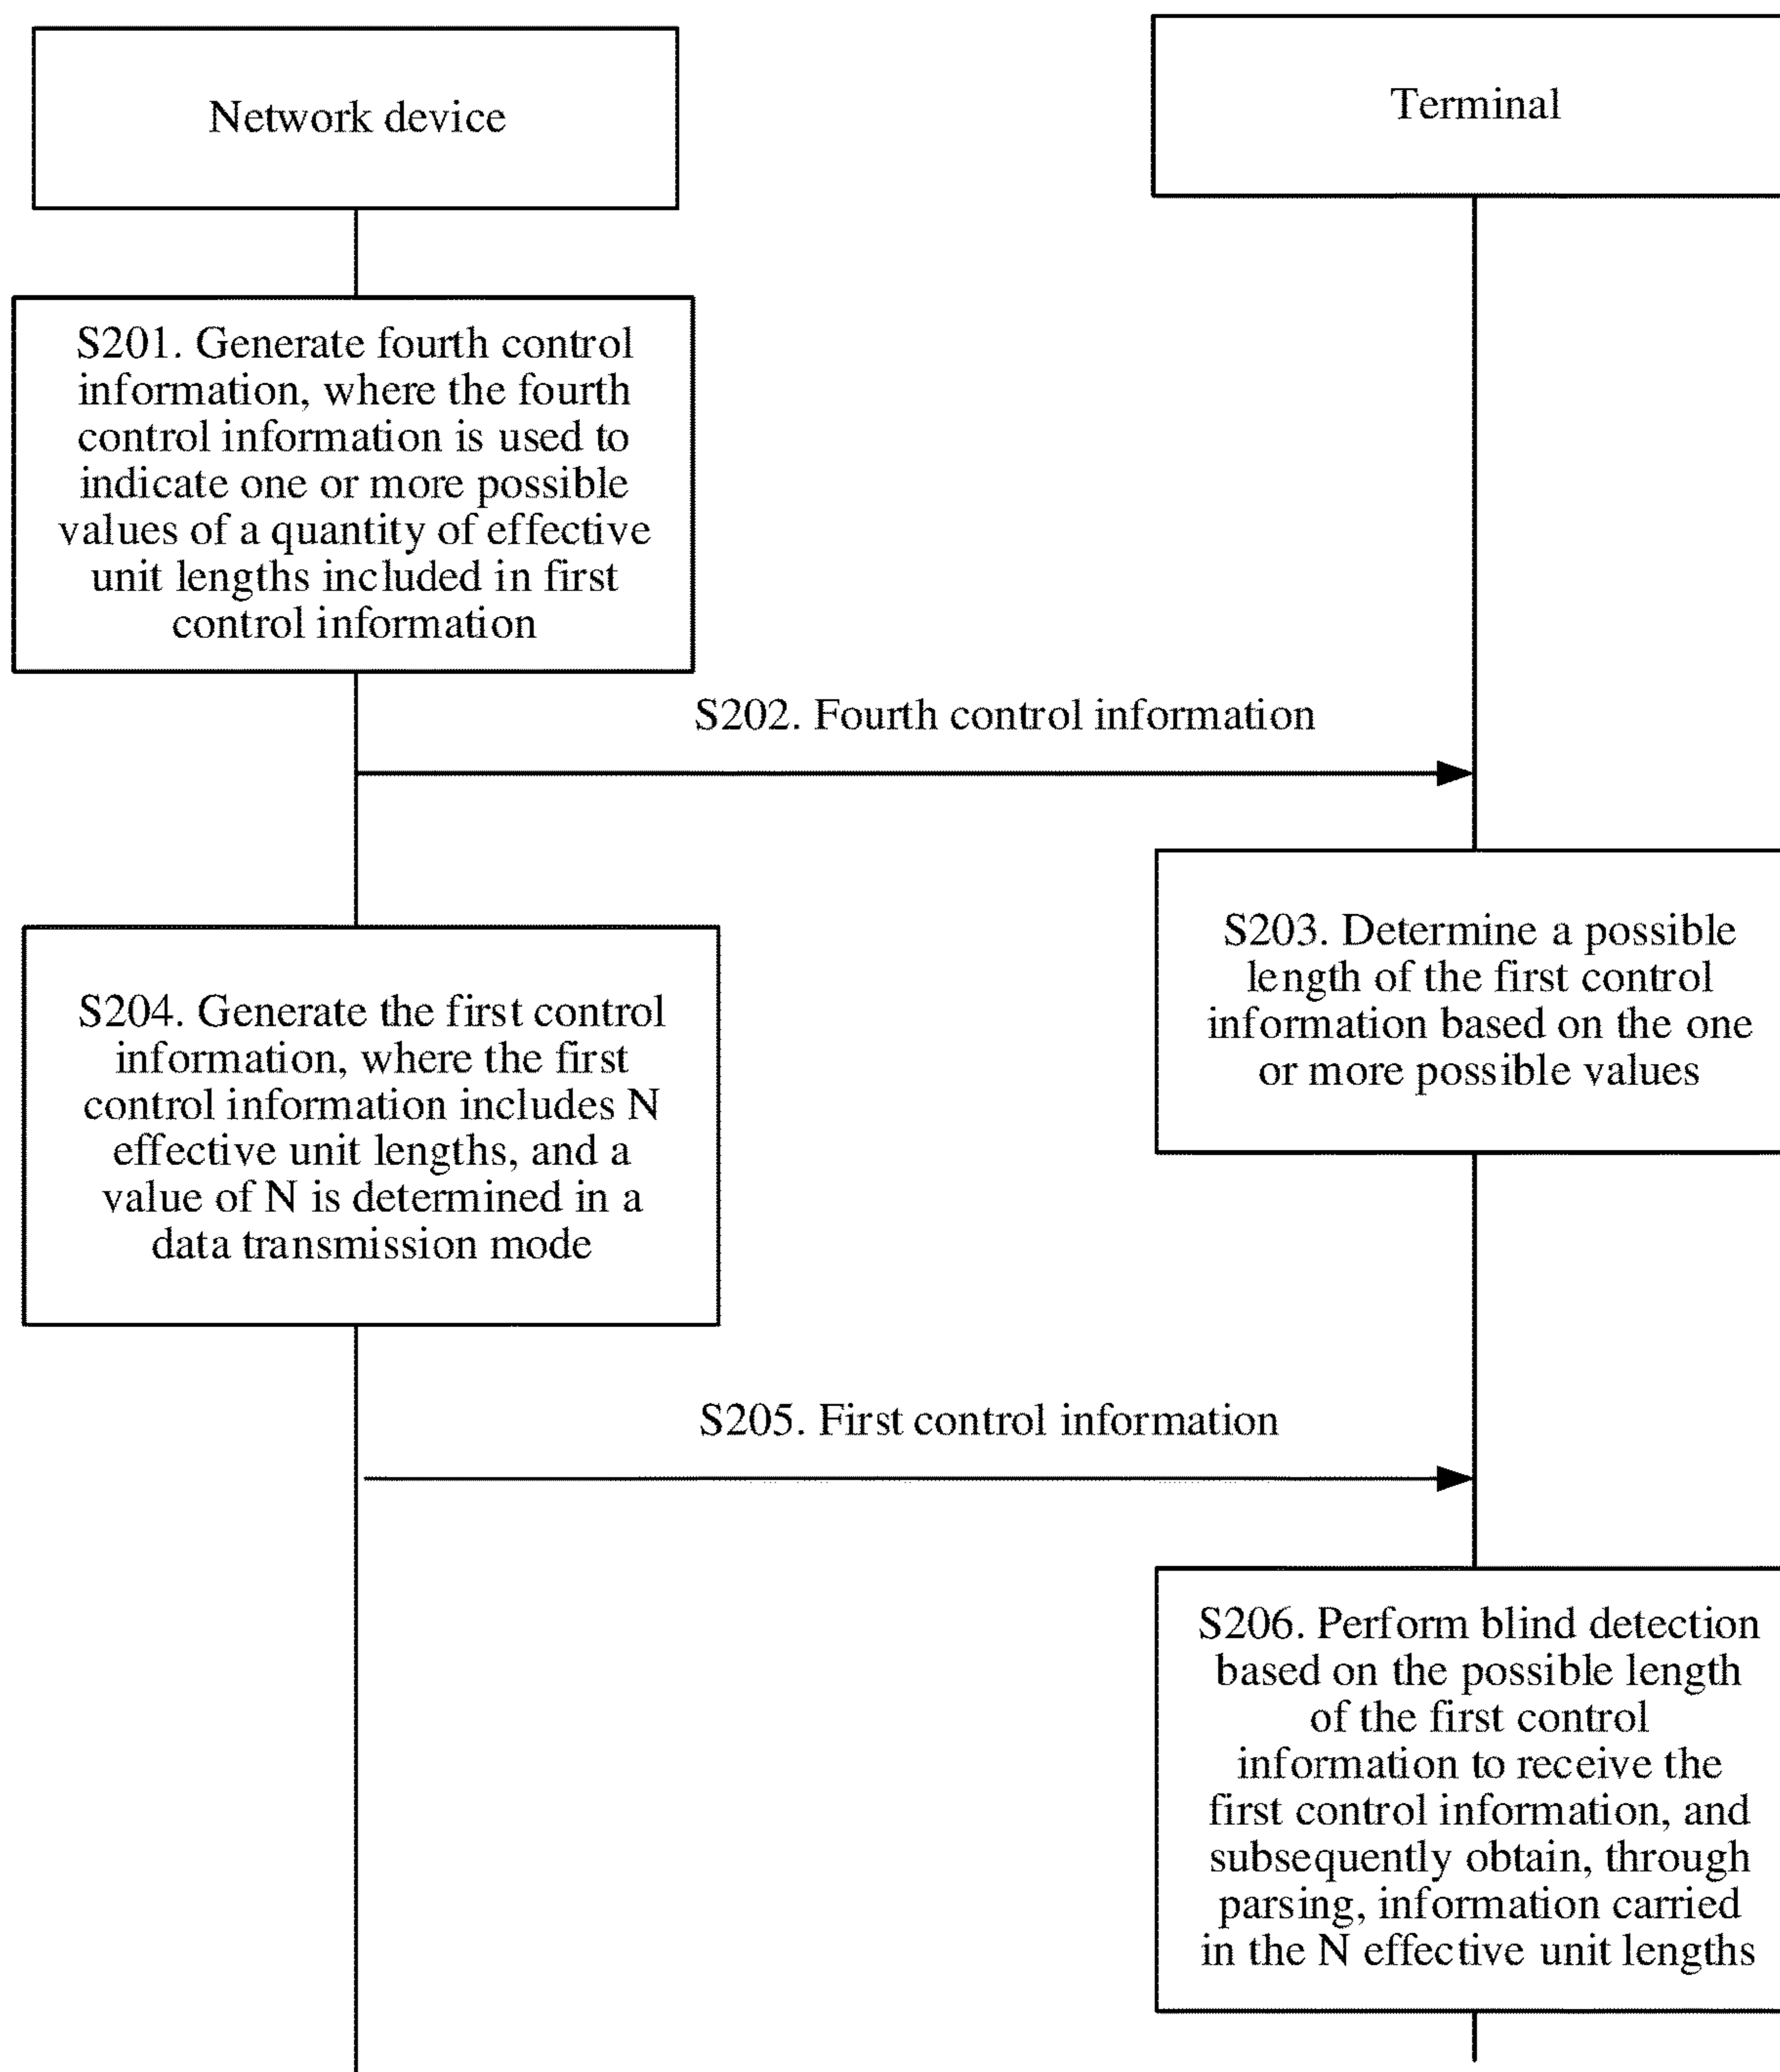 Network device
Terminal
S201. Generate fourth control
information, where the fourth
control information is used to
indicate one or more possible
values of a quantity of effective
unit lengths included in first
control information
S202. Fourth control information
S203. Determine a possible
length of the first control
information based on the one
or more possible values
S204. Generate the first control
information, where the first
control information includes N
effective unit lengths, and a
value of N is determined in a
data transmission mode
S205. First control information
S206. Perform blind detection
based on the possible length
of the first control
information to receive the
first control information, and
subsequently obtain, through
parsing, information carried
in the N effective unit lengths